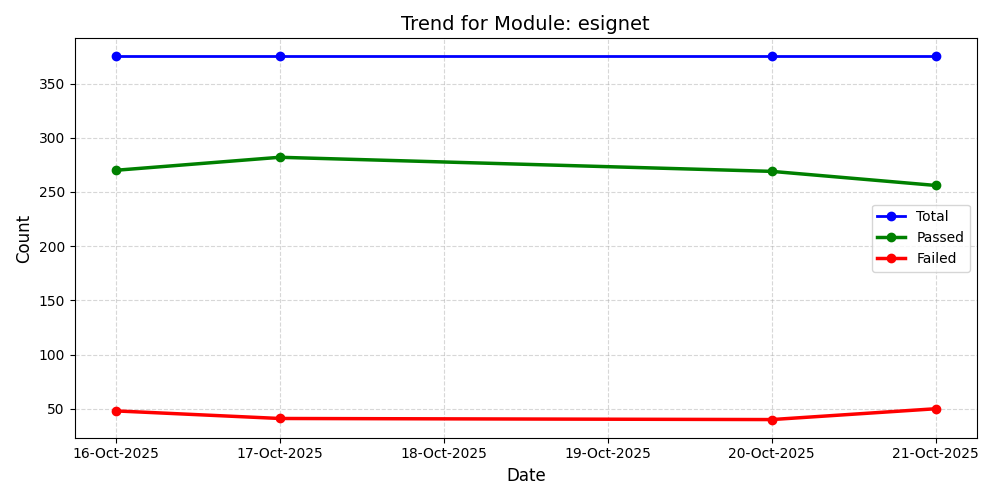 Trend for Module: esignet
350
300
250
200
150
100
50
Count
Total
Passed
Failed
16-Oct-2025
17-Oct-2025
18-Oct-2025
19-Oct-2025
20-Oct-2025
21-Oct-2025
Date